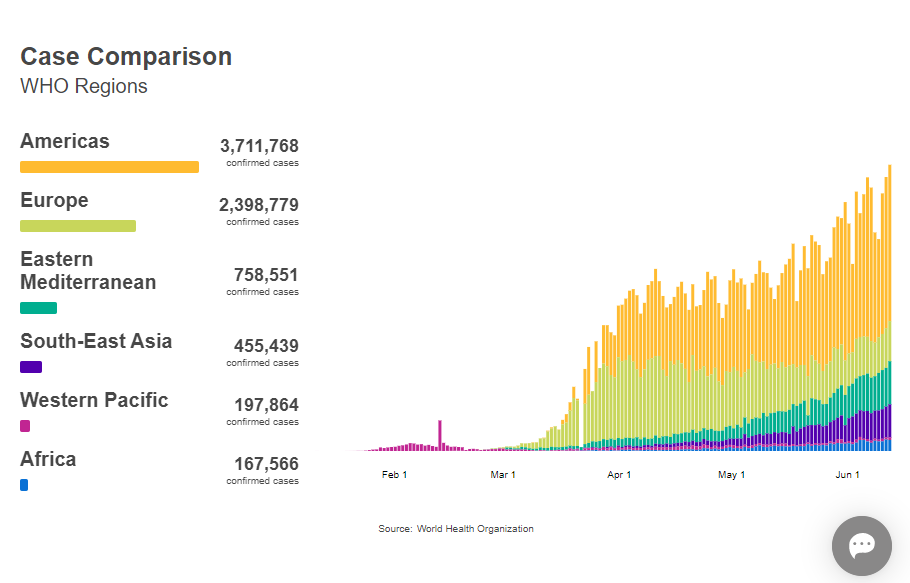 Case Comparison
WHO Regions
Americas
3,711,768
confirmed cases
Europe
2,398,779
confirmed cases
Eastern
Mediterranean
758,551
confirmed cases
South-East Asia
455,439
confirmed cases
Western Pacific
197,864
confirmed cases
Africa
167,566
confirmed cases
Feb 1 Mar 1 Apr 1 May 1 Jun 1
Source: World Health Organization